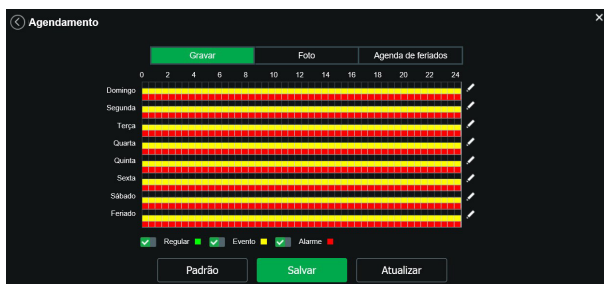 Agendamento
Gravar Foto Agenda de feriados
0 2 4 6 8 10 12 14 16 18 20 22 24
Domingo
Segunda
Terça
Quarta
Quinta
Sexta
Sábado
Feriado
Regular Evento Alarme
Padrão Salvar Atualizar